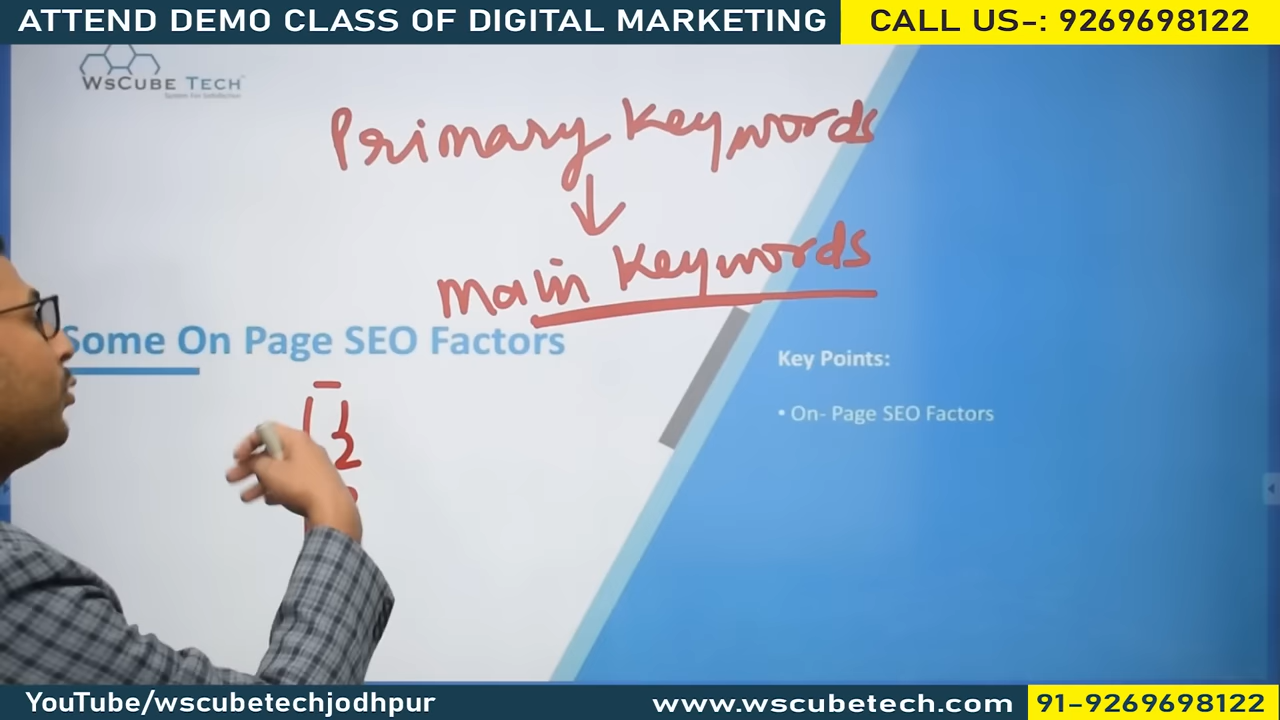 ATTEND DEMO CLASS OF DIGITAL MARKETING
CALL US-: 9269698122
WSCUBE TECH
Primary Keywords
Main Keywords
Some On Page SEO Factors
Key Points:
• On- Page SEO Factors
YouTube/wscubetechjodhpur
www.wscubetech.com
91-9269698122